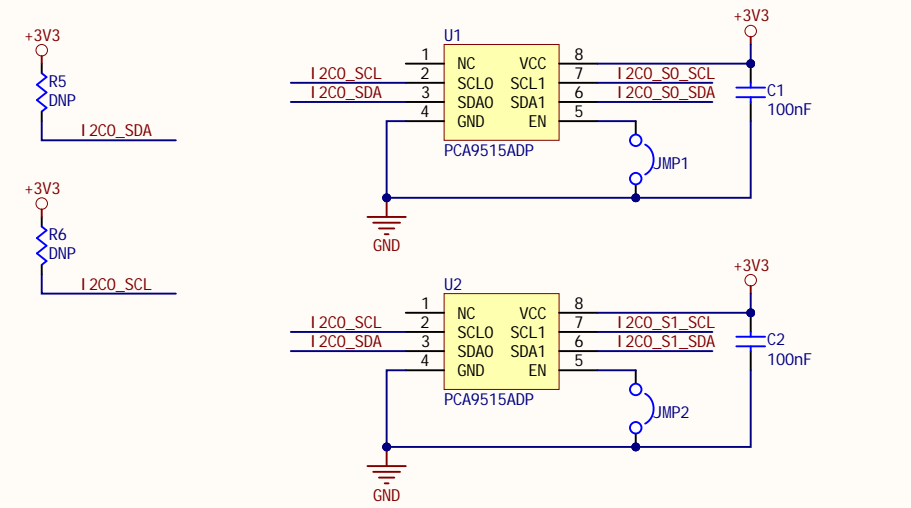 +3V3
R5
DNP
I2C0_SDA
+3V3
R6
DNP
I2C0_SCL
U1
1 NC VCC 8
I2C0_SCL 2 SCL0 SCL1 7 I2C0_S0_SCL
I2C0_SDA 3 SDA0 SDA1 6 I2C0_S0_SDA
4 GND EN 5
PCA9515ADP
+3V3
C1
100nF
JMP1
GND
U2
1 NC VCC 8
I2C0_SCL 2 SCL0 SCL1 7 I2C0_S1_SCL
I2C0_SDA 3 SDA0 SDA1 6 I2C0_S1_SDA
4 GND EN 5
PCA9515ADP
+3V3
C2
100nF
JMP2
GND